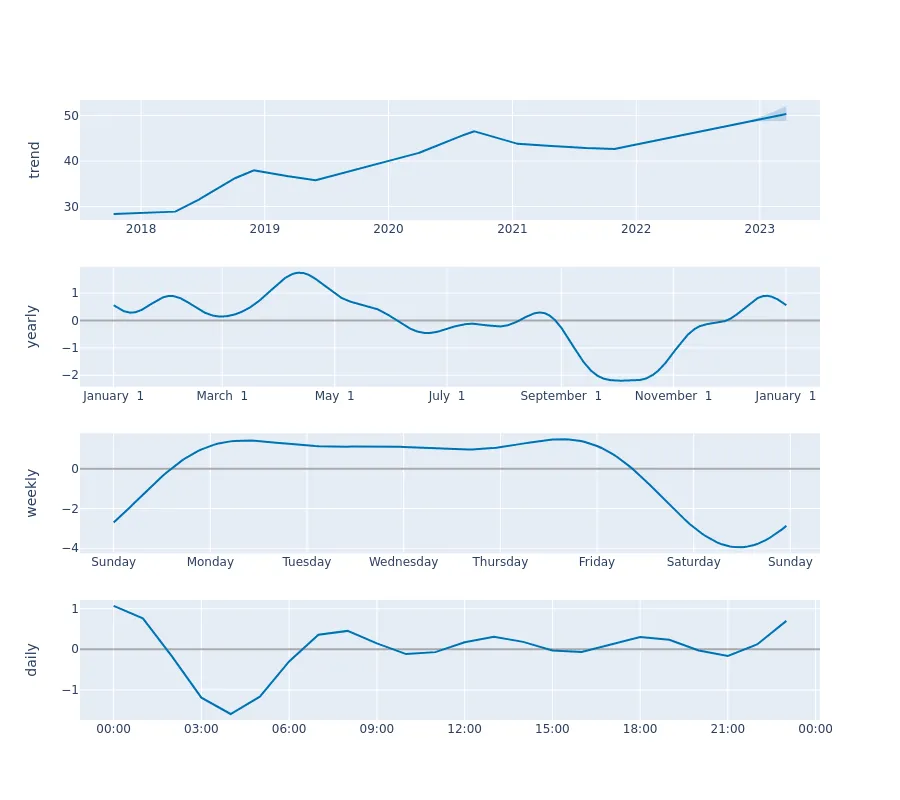 trend
50
40
30
2018 2019 2020 2021 2022 2023
yearly
1
0
−1
−2
January 1 March 1 May 1 July 1 September 1 November 1 January 1
weekly
0
−2
−4
Sunday Monday Tuesday Wednesday Thursday Friday Saturday Sunday
daily
1
0
−1
00:00 03:00 06:00 09:00 12:00 15:00 18:00 21:00 00:00